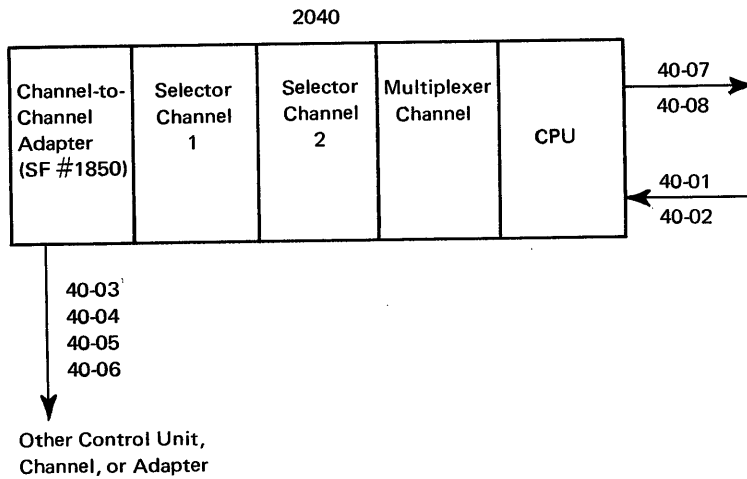 2040
Channel-to-
Channel
Adapter
(SF #1850)
Selector
Channel
1
Selector
Channel
2
Multiplexer
Channel
CPU
40-07
40-08
40-01
40-02
40-03
40-04
40-05
40-06
Other Control Unit,
Channel, or Adapter